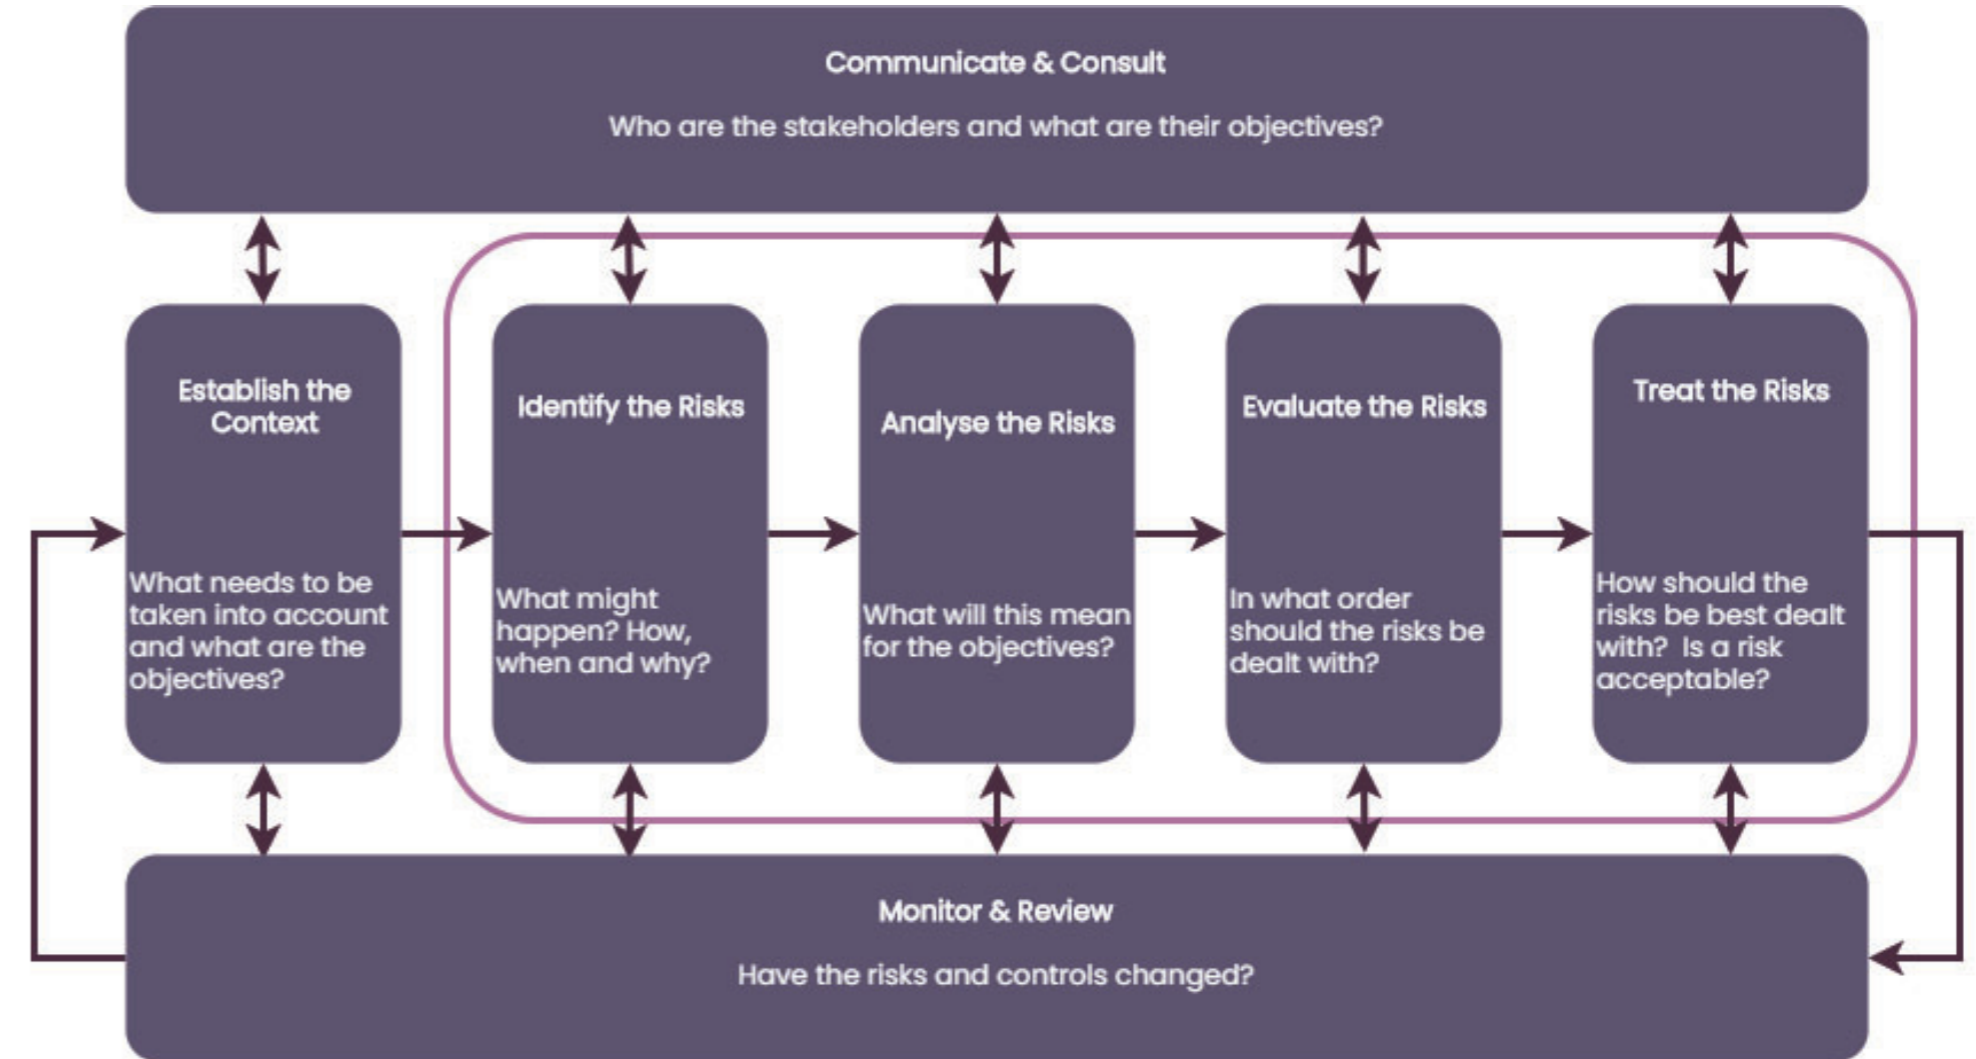 Communicate & Consult
Who are the stakeholders and what are their objectives?
Establish the
Context
What needs to be
taken into account
and what are the
objectives?
Identify the Risks
What might
happen? How,
when and why?
Analyse the Risks
What will this mean
for the objectives?
Evaluate the Risks
In what order
should the risks be
dealt with?
Treat the Risks
How should the
risks be best dealt
with?  Is a risk
acceptable?
Monitor & Review
Have the risks and controls changed?